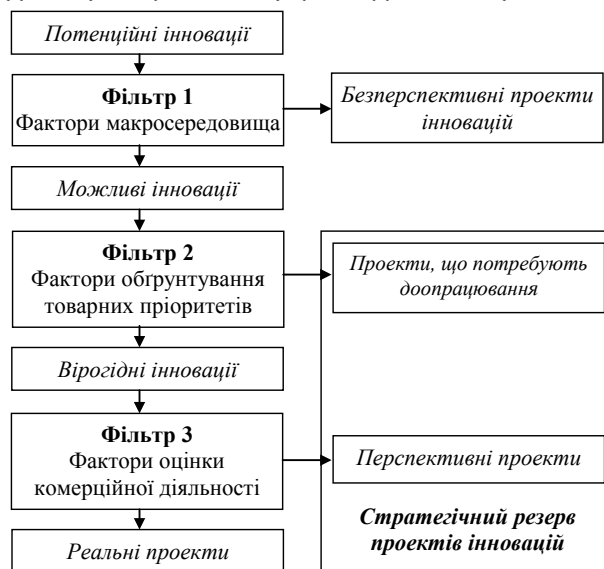 Потенційні інновації
Фільтр 1
Фактори макросередовища
Безперспективні проекти
інновацій
Можливі інновації
Фільтр 2
Фактори обґрунтування
товарних пріоритетів
Проекти, що потребують
доопрацювання
Вірогідні інновації
Фільтр 3
Фактори оцінки
комерційної діяльності
Перспективні проекти
Стратегічний резерв
проектів інновацій
Реальні проекти